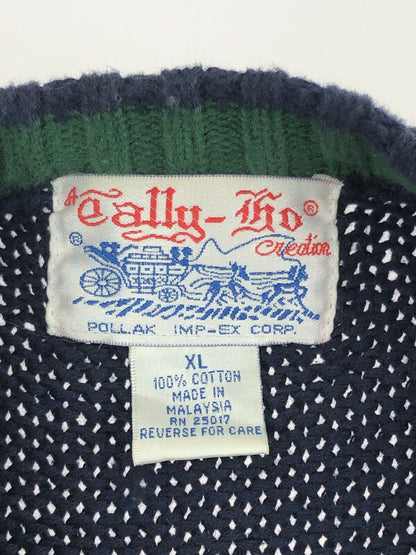 A Tally-Ho®
Creation
®
POLLAK IMP-EX CORP.
XL
100% COTTON
MADE IN
MALAYSIA
RN 25017
REVERSE FOR CARE